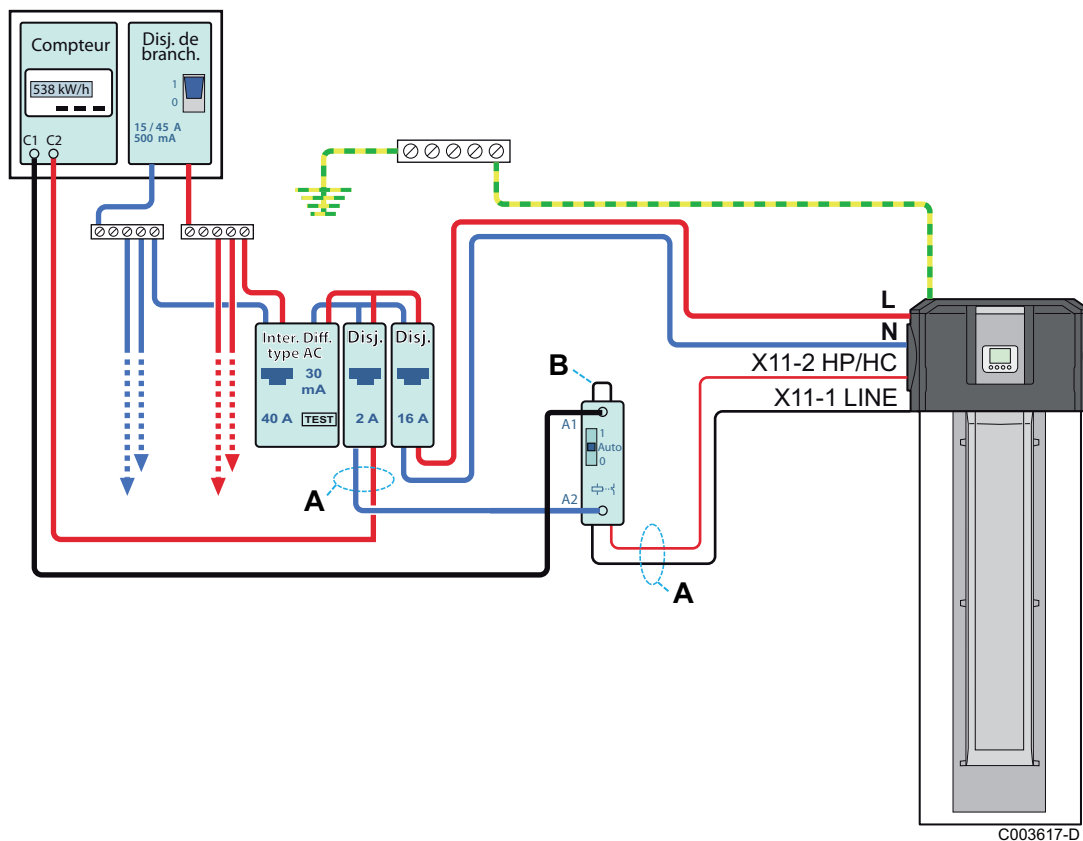 Compteur
538 kW/h
C1 C2
Disj. de
branch.
1
0
15 / 45 A
500 mA
Inter. Diff.
type AC
30
mA
40 A
TEST
Disj.
2 A
Disj.
16 A
A
B
A1
1
Auto
0
A2
A
L
N
X11-2 HP/HC
X11-1 LINE
C003617-D